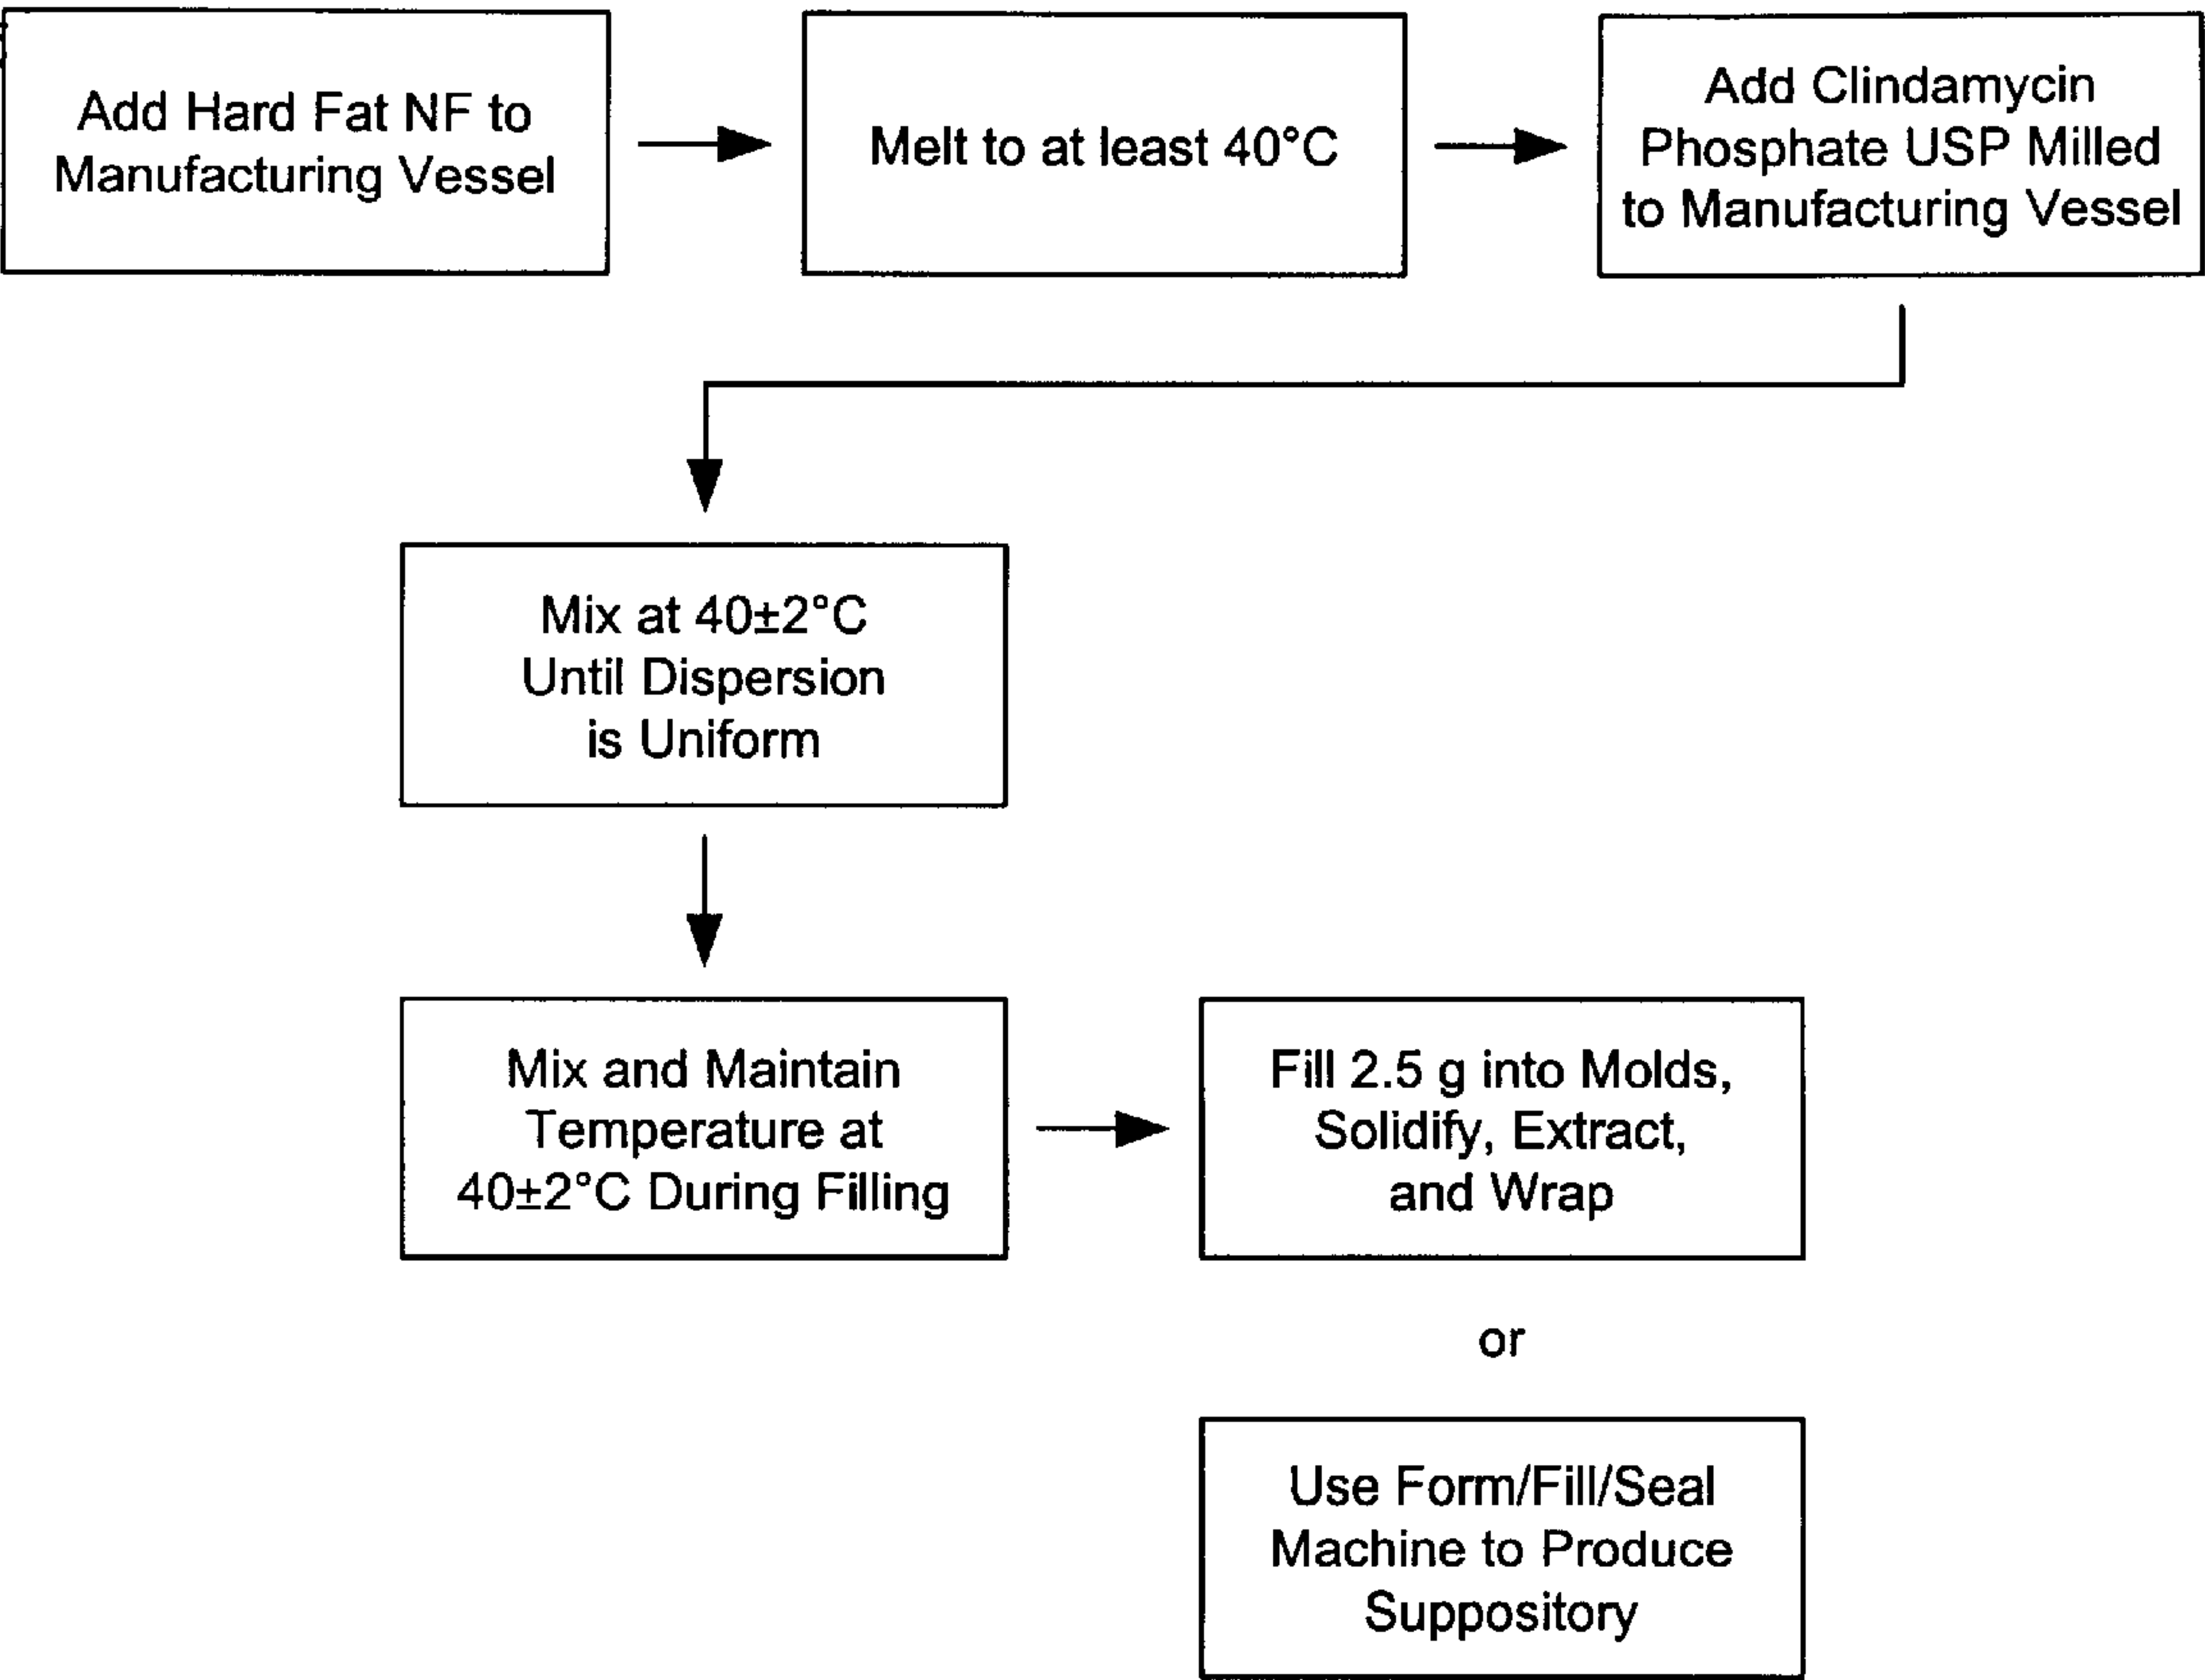 Add Hard Fat NF to
Manufacturing Vessel
Melt to at least 40°C
Add Clindamycin
Phosphate USP Milled
to Manufacturing Vessel
Mix at 40±2°C
Until Dispersion
is Uniform
Mix and Maintain
Temperature at
40±2°C During Filling
Fill 2.5 g into Molds,
Solidify, Extract,
and Wrap
or
Use Form/Fill/Seal
Machine to Produce
Suppository